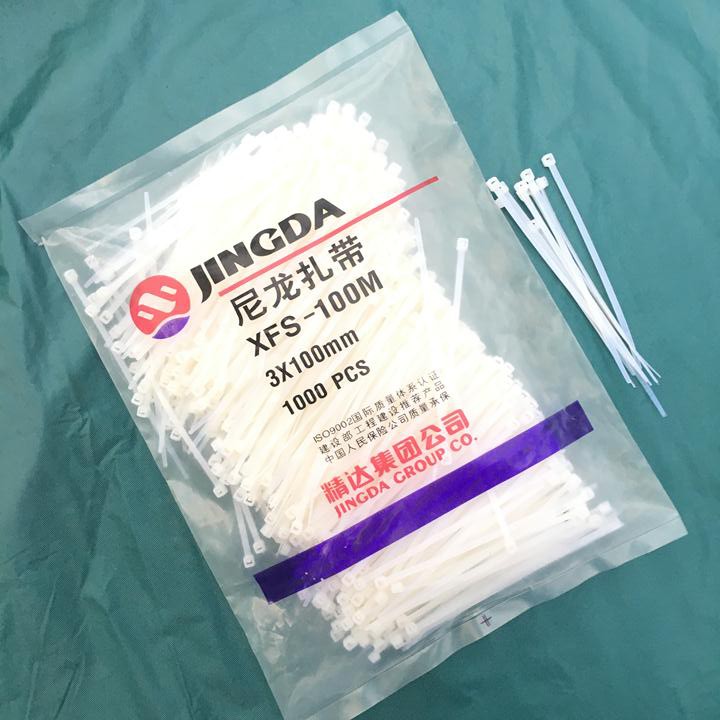 JINGDA
尼龙扎带
XFS-100M
3X100mm
1000 PCS
ISO9002国际质量体系认证
建设部工程建设推荐产品
中国人民保险公司质量承保
精达集团公司
JINGDA GROUP CO.